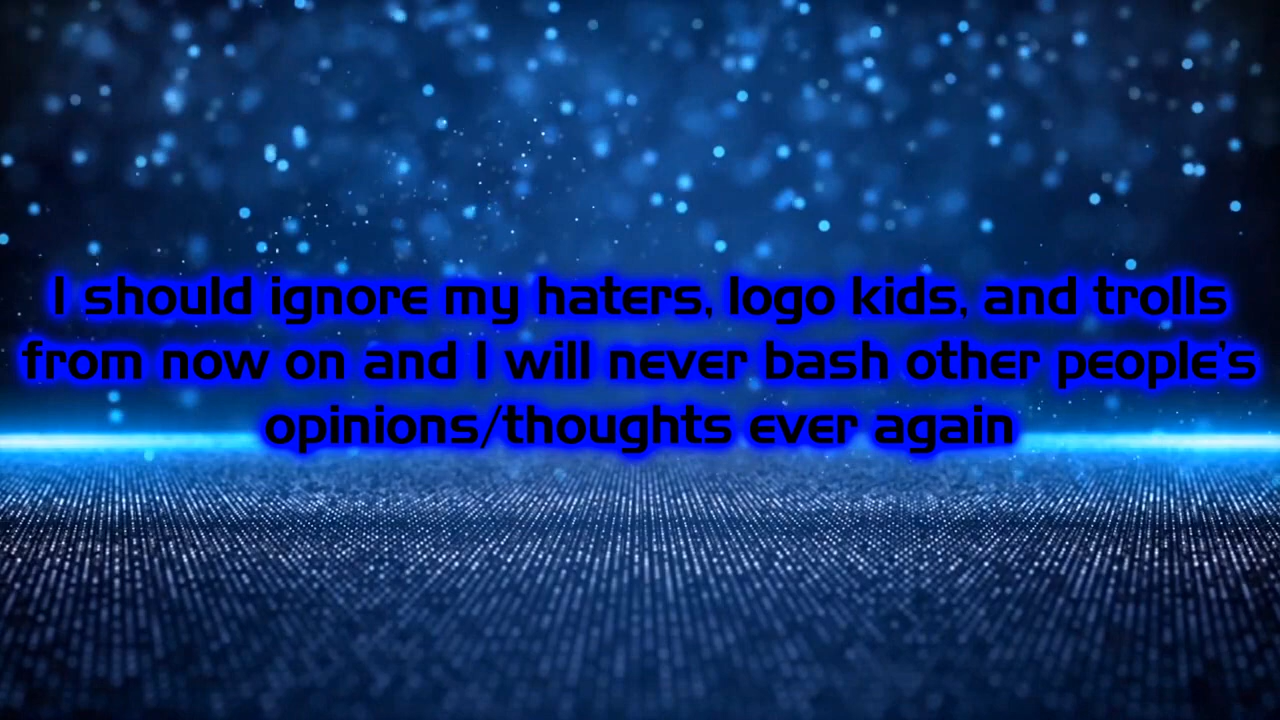 I should ignore my haters, logo kids, and trolls
from now on and I will never bash other people's
opinions/thoughts ever again